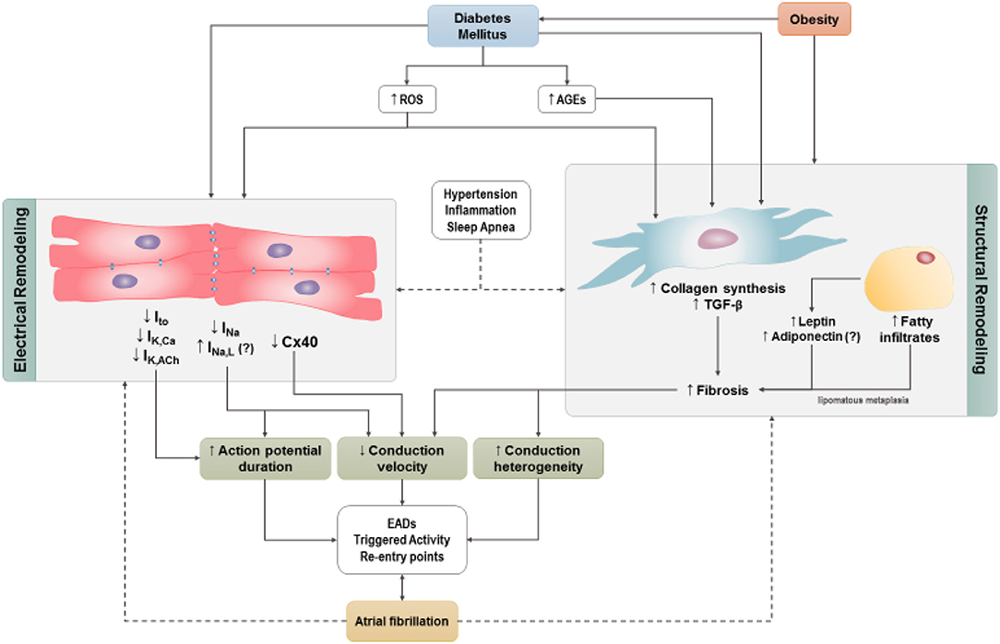 Diabetes
Mellitus
Obesity
↑ROS
↑AGEs
Electrical Remodeling
Hypertension
Inflammation
Sleep Apnea
Structural Remodeling
↑ Collagen synthesis
↑ TGF-β
↓Ito
↓IK,Ca
↓IK,ACh
↓INa
↑INa,L (?)
↓Cx40
↑Leptin
↑Adiponectin (?)
↑Fatty
infiltrates
↑Fibrosis
lipomatous metaplasia
↑Action potential
duration
↓ Conduction
velocity
↑ Conduction
heterogeneity
EADs
Triggered Activity
Re-entry points
Atrial fibrillation